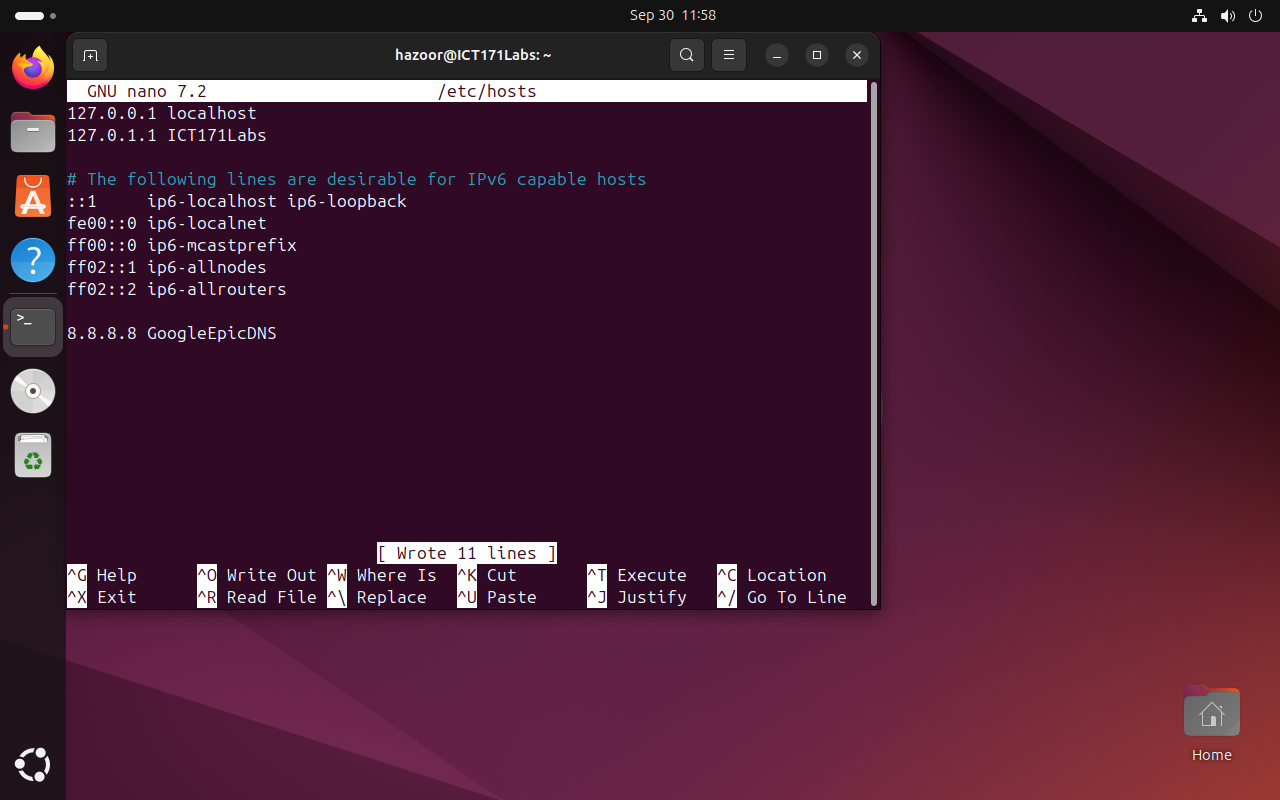 Sep 30 11:58
hazoor@ICT171Labs: ~
GNU nano 7.2 /etc/hosts
127.0.0.1 localhost
127.0.1.1 ICT171Labs
# The following lines are desirable for IPv6 capable hosts
::1     ip6-localhost ip6-loopback
fe00::0 ip6-localnet
ff00::0 ip6-mcastprefix
ff02::1 ip6-allnodes
ff02::2 ip6-allrouters
8.8.8.8 GoogleEpicDNS
[ Wrote 11 lines ]
^G Help ^O Write Out ^W Where Is ^K Cut ^T Execute ^C Location
^X Exit ^R Read File ^\ Replace ^U Paste ^J Justify ^/ Go To Line
Home